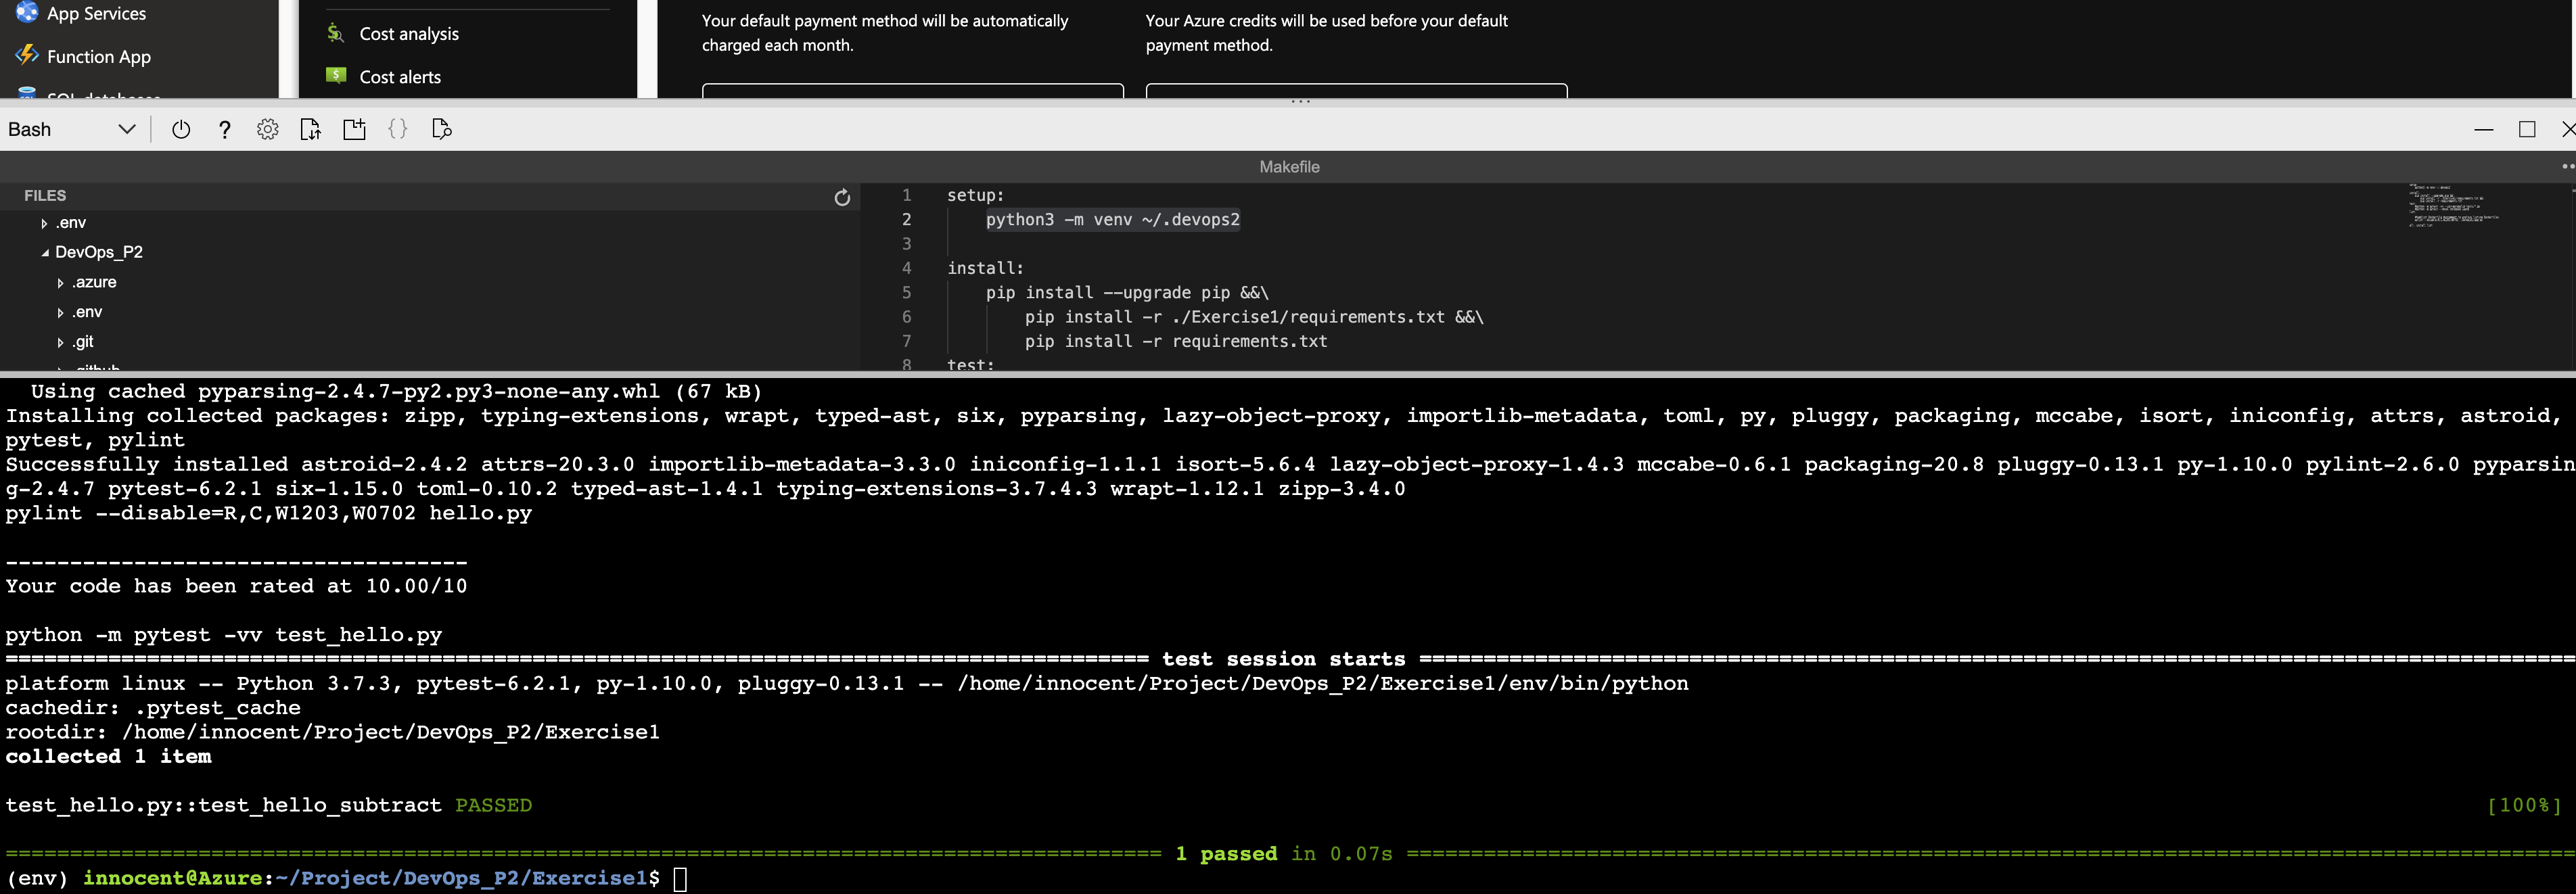 App Services
Function App
SQL databases
Cost analysis
Cost alerts
Your default payment method will be automatically
charged each month.
Your Azure credits will be used before your default
payment method.
Bash
Makefile
FILES
.env
DevOps_P2
.azure
.env
.git
.github
1 setup:
2 python3 -m venv ~/.devops2
3
4 install:
5 pip install --upgrade pip &&\
6 pip install -r ./Exercise1/requirements.txt &&\
7 pip install -r requirements.txt
8 test:
Using cached pyparsing-2.4.7-py2.py3-none-any.whl (67 kB)
Installing collected packages: zipp, typing-extensions, wrapt, typed-ast, six, pyparsing, lazy-object-proxy, importlib-metadata, toml, py, pluggy, packaging, mccabe, isort, iniconfig, attrs, astroid,
pytest, pylint
Successfully installed astroid-2.4.2 attrs-20.3.0 importlib-metadata-3.3.0 iniconfig-1.1.1 isort-5.6.4 lazy-object-proxy-1.4.3 mccabe-0.6.1 packaging-20.8 pluggy-0.13.1 py-1.10.0 pylint-2.6.0 pyparsin
g-2.4.7 pytest-6.2.1 six-1.15.0 toml-0.10.2 typed-ast-1.4.1 typing-extensions-3.7.4.3 wrapt-1.12.1 zipp-3.4.0
pylint --disable=R,C,W1203,W0702 hello.py
------------------------------------
Your code has been rated at 10.00/10
python -m pytest -vv test_hello.py
test session starts
platform linux -- Python 3.7.3, pytest-6.2.1, py-1.10.0, pluggy-0.13.1 -- /home/innocent/Project/DevOps_P2/Exercise1/env/bin/python
cachedir: .pytest_cache
rootdir: /home/innocent/Project/DevOps_P2/Exercise1
collected 1 item
test_hello.py::test_hello_subtract PASSED [100%]
1 passed in 0.07s
(env) innocent@Azure:~/Project/DevOps_P2/Exercise1$